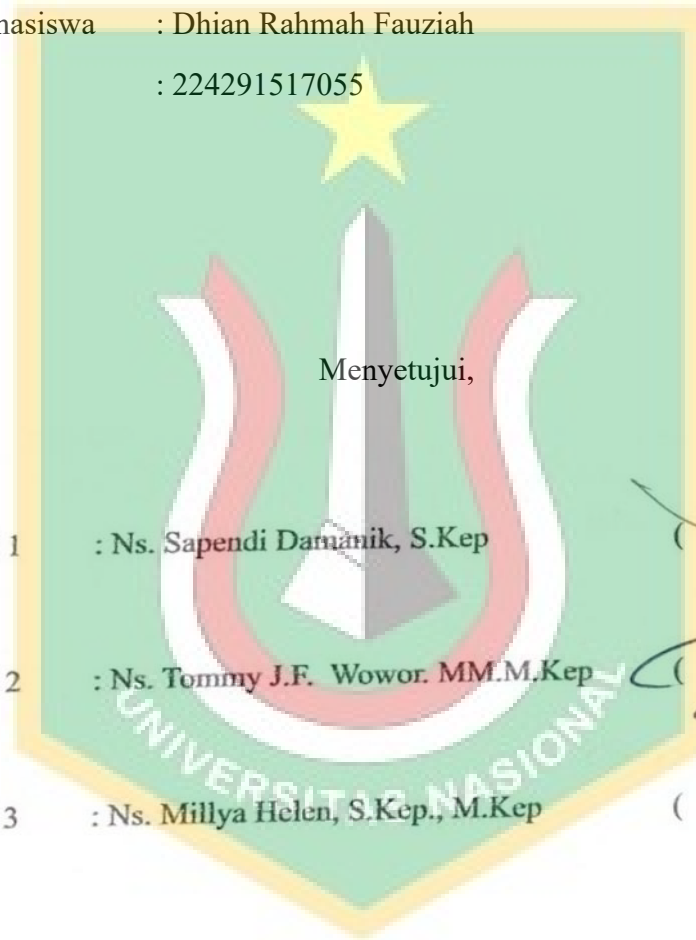 nasiswa : Dhian Rahmah Fauziah
: 224291517055
Menyetujui,
1 : Ns. Sapendi Damanik, S.Kep (
2 : Ns. Tommy J.F. Wowor. MM.M.Kep (
3 : Ns. Millya Helen, S.Kep., M.Kep (
UNIVERSITAS NASIONAL